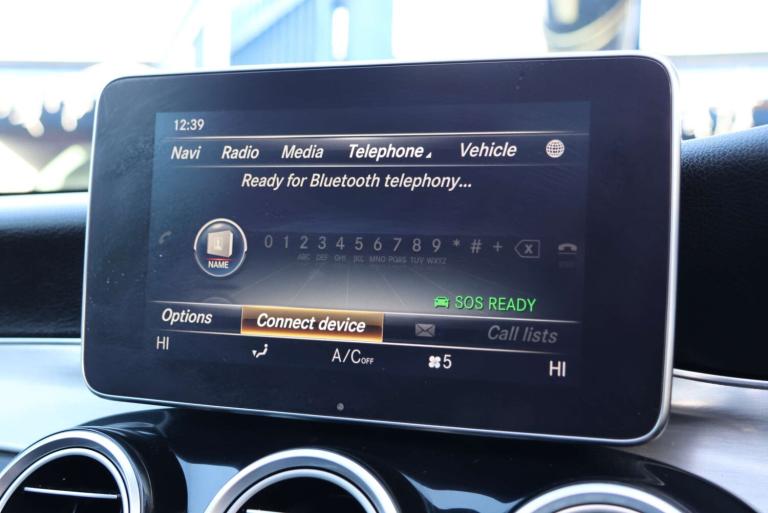 12:39
Navi Radio Media Telephone Vehicle
Ready for Bluetooth telephony...
0 1 2 3 4 5 6 7 8 9 * # +
ABC DEF GHI JKL MNO PQRS TUV WXYZ
NAME
SOS READY
Options Connect device Call lists
HI A/C OFF 5 HI